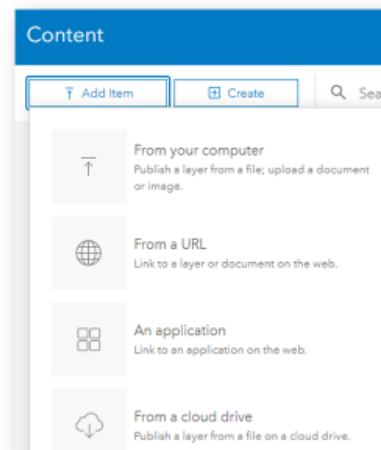 Content
Add Item
Create
Sea
From your computer
Publish a layer from a file; upload a document
or image.
From a URL
Link to a layer or document on the web.
An application
Link to an application on the web.
From a cloud drive
Publish a layer from a file on a cloud drive.